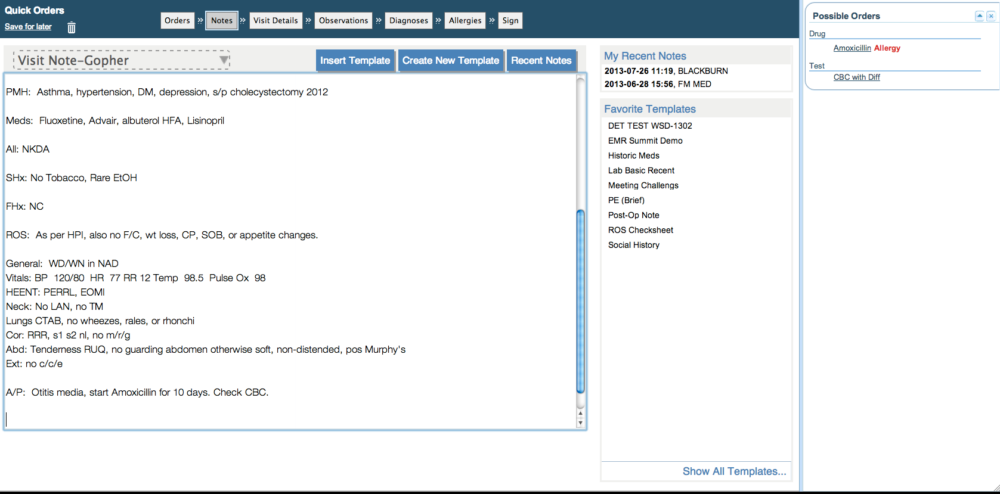 Quick Orders
Save for later
Orders » Notes » Visit Details » Observations » Diagnoses » Allergies » Sign
Visit Note-Gopher
Insert Template
Create New Template
Recent Notes
PMH:  Asthma, hypertension, DM, depression, s/p cholecystectomy 2012
Meds:  Fluoxetine, Advair, albuterol HFA, Lisinopril
All: NKDA
SHx: No Tobacco, Rare EtOH
FHx: NC
ROS:  As per HPI, also no F/C, wt loss, CP, SOB, or appetite changes.
General:  WD/WN in NAD
Vitals: BP  120/80  HR  77 RR 12 Temp  98.5  Pulse Ox  98
HEENT: PERRL, EOMI
Neck: No LAN, no TM
Lungs CTAB, no wheezes, rales, or rhonchi
Cor: RRR, s1 s2 nl, no m/r/g
Abd: Tenderness RUQ, no guarding abdomen otherwise soft, non-distended, pos Murphy's
Ext: no c/c/e
A/P:  Otitis media, start Amoxicillin for 10 days. Check CBC.
My Recent Notes
2013-07-26 11:19, BLACKBURN
2013-06-28 15:56, FM MED
Favorite Templates
DET TEST WSD-1302
EMR Summit Demo
Historic Meds
Lab Basic Recent
Meeting Challengs
PE (Brief)
Post-Op Note
ROS Checksheet
Social History
Show All Templates...
Possible Orders
Drug
Amoxicillin Allergy
Test
CBC with Diff